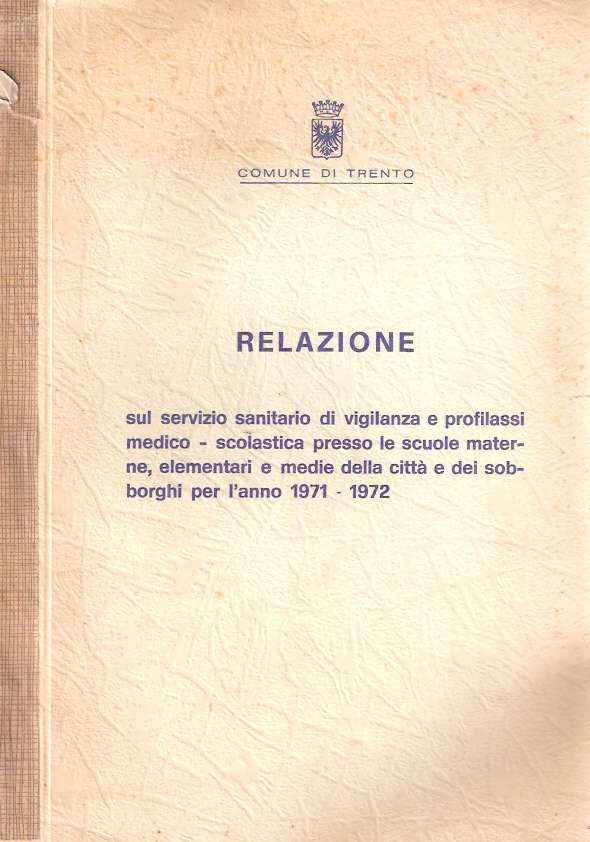 COMUNE DI TRENTO
RELAZIONE
sul servizio sanitario di vigilanza e profilassi
medico - scolastica presso le scuole mater-
ne, elementari e medie della città e dei sob-
borghi per l'anno 1971 - 1972